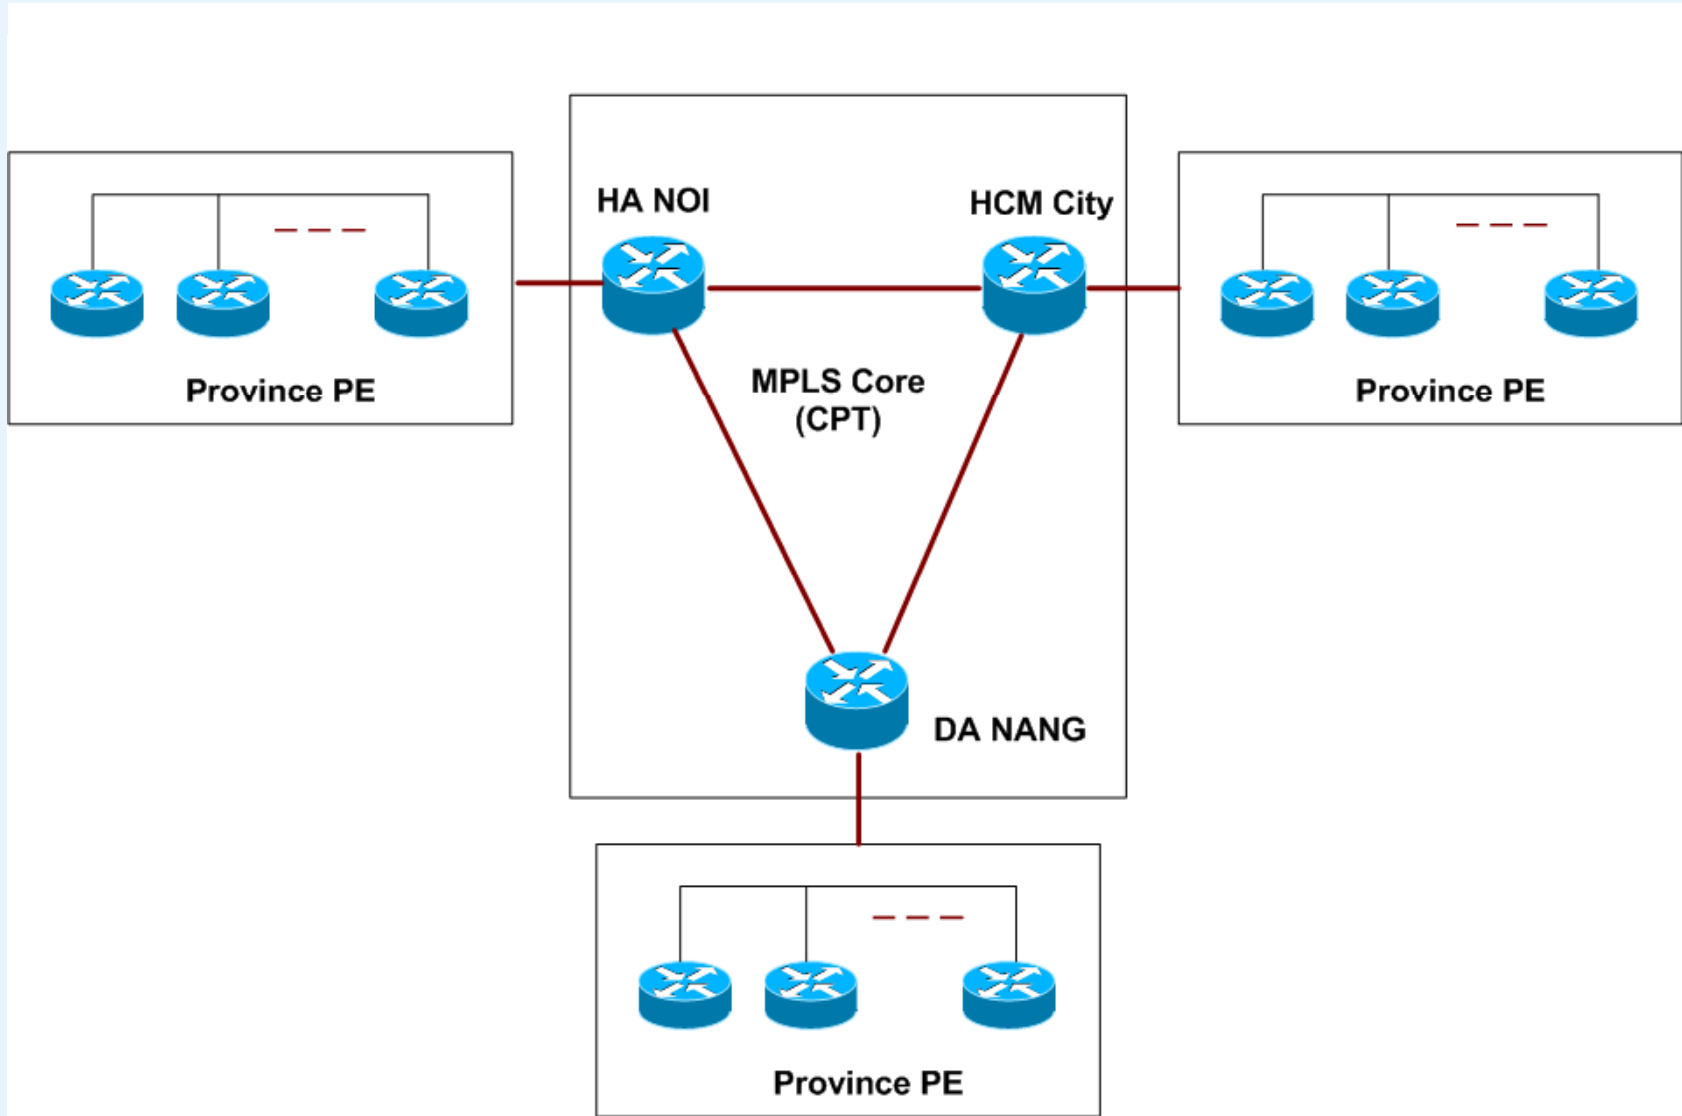 HA NOI
HCM City
Province PE
MPLS Core
(CPT)
Province PE
DA NANG
Province PE